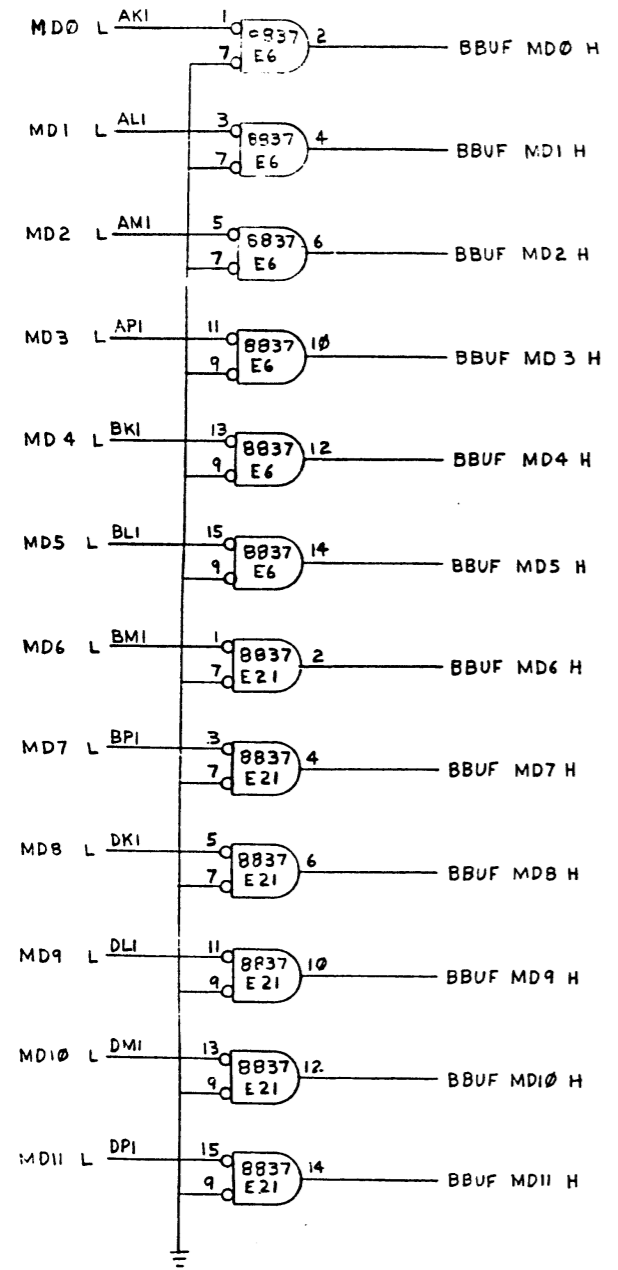 MD0 L AK1 1 7 8837 E6 2 BBUF MDØ H
MD1 L AL1 3 7 8837 E6 4 BBUF MD1 H
MD2 L AM1 5 7 8837 E6 6 BBUF MD2 H
MD3 L AP1 11 9 8837 E6 1Ø BBUF MD3 H
MD4 L BK1 13 9 8837 E6 12 BBUF MD4 H
MD5 L BL1 15 9 8837 E6 14 BBUF MD5 H
MD6 L BM1 1 7 8837 E21 2 BBUF MD6 H
MD7 L BP1 3 7 8837 E21 4 BBUF MD7 H
MD8 L DK1 5 7 8837 E21 6 BBUF MD8 H
MD9 L DL1 11 9 8837 E21 1Ø BBUF MD9 H
MD1Ø L DM1 13 9 8837 E21 12 BBUF MD1Ø H
MD11 L DP1 15 9 8837 E21 14 BBUF MD11 H